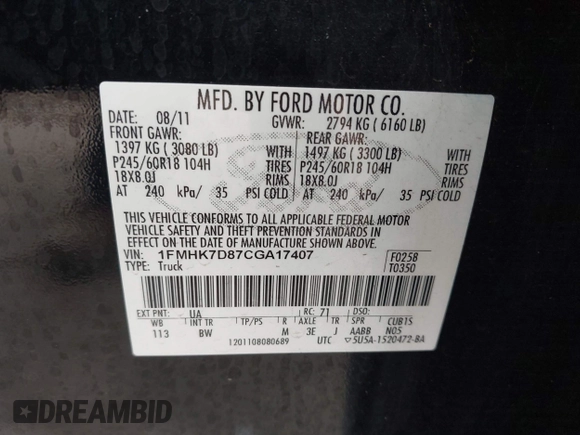 MFD. BY FORD MOTOR CO.
DATE: 08/11 GVWR: 2794 KG ( 6160 LB)
FRONT GAWR: REAR GAWR:
1397 KG ( 3080 LB) 1497 KG ( 3300 LB)
P245/60R18 104H TIRES P245/60R18 104H TIRES
18X8.0J RIMS 18X8.0J RIMS
AT 240 kPa/ 35 PSI COLD AT 240 kPa/ 35 PSI COLD
THIS VEHICLE CONFORMS TO ALL APPLICABLE FEDERAL MOTOR
VEHICLE SAFETY AND THEFT PREVENTION STANDARDS IN
EFFECT ON THE DATE OF MANUFACTURE SHOWN ABOVE.
VIN: 1FMHK7D87CGA17407 F0258
TYPE: Truck T0350
EXT PNT: UA RC: 71 DSO:
WB INT TR TP/PS R AXLE TR SPR CUB1S
113 BW M 3E J AABB N05
1201108080689 UTC 5U5A-1520472-BA
DREAMBID